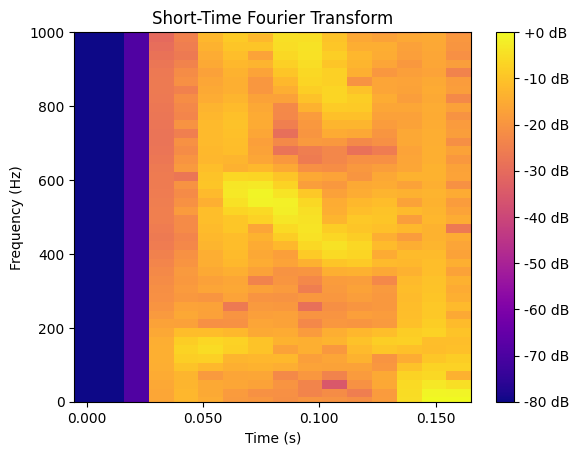 Short-Time Fourier Transform
1000
800
600
400
200
0
Frequency (Hz)
0.000
0.050
0.100
0.150
Time (s)
+0 dB
-10 dB
-20 dB
-30 dB
-40 dB
-50 dB
-60 dB
-70 dB
-80 dB